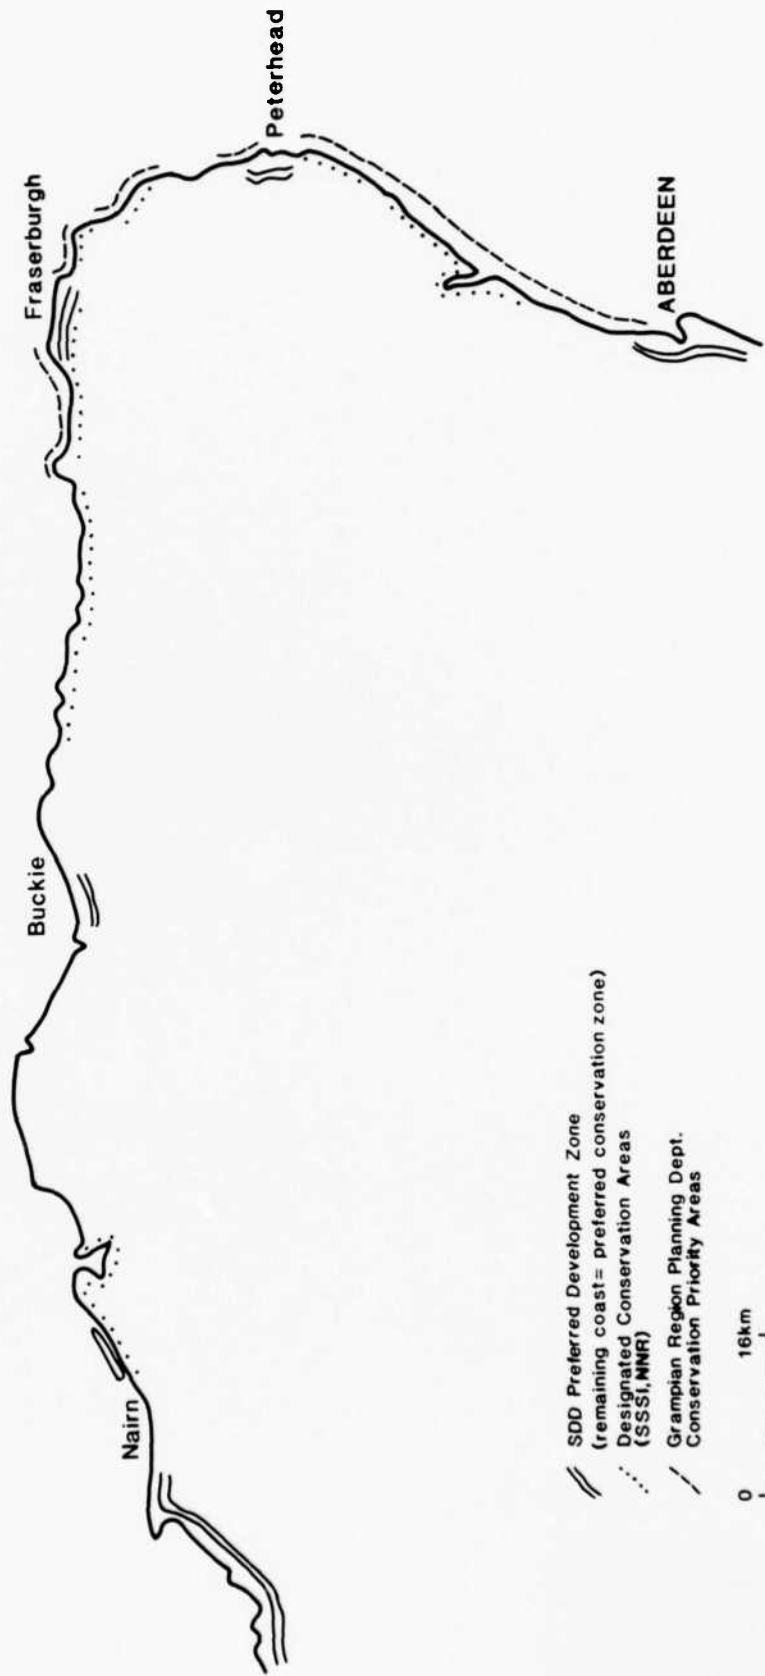 Peterhead
Fraserburgh
ABERDEEN
Buckie
Nairn
SDD Preferred Development Zone
(remaining coast= preferred conservation zone)
Designated Conservation Areas
(SSSI,NNR)
Grampian Region Planning Dept.
Conservation Priority Areas
0 16km